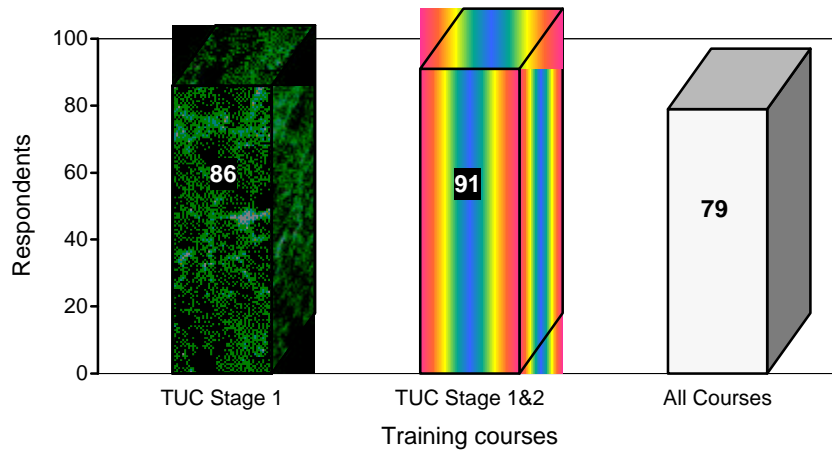 100
80
60
40
20
0
Respondents
86
91
79
TUC Stage 1
TUC Stage 1&2
All Courses
Training courses